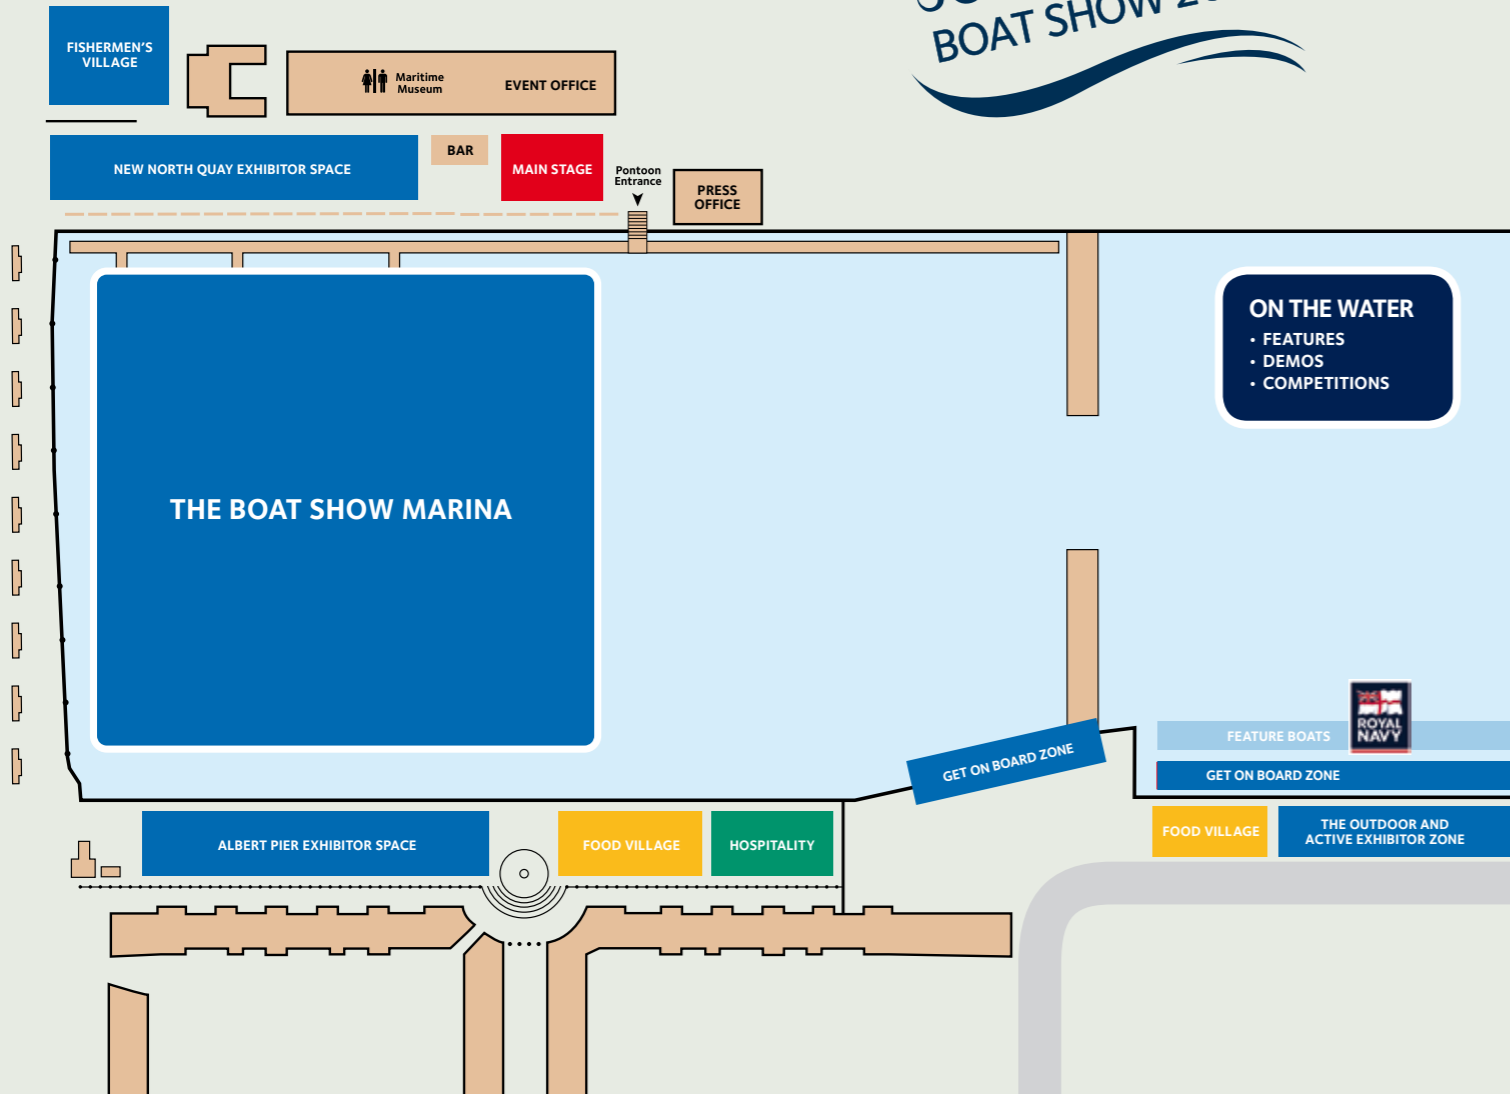 BOAT SHOW
FISHERMEN'S
VILLAGE
Maritime
Museum
EVENT OFFICE
NEW NORTH QUAY EXHIBITOR SPACE
BAR
MAIN STAGE
Pontoon
Entrance
PRESS
OFFICE
ON THE WATER
• FEATURES
• DEMOS
• COMPETITIONS
THE BOAT SHOW MARINA
ROYAL
NAVY
FEATURE BOATS
GET ON BOARD ZONE
GET ON BOARD ZONE
ALBERT PIER EXHIBITOR SPACE
FOOD VILLAGE
HOSPITALITY
FOOD VILLAGE
THE OUTDOOR AND
ACTIVE EXHIBITOR ZONE